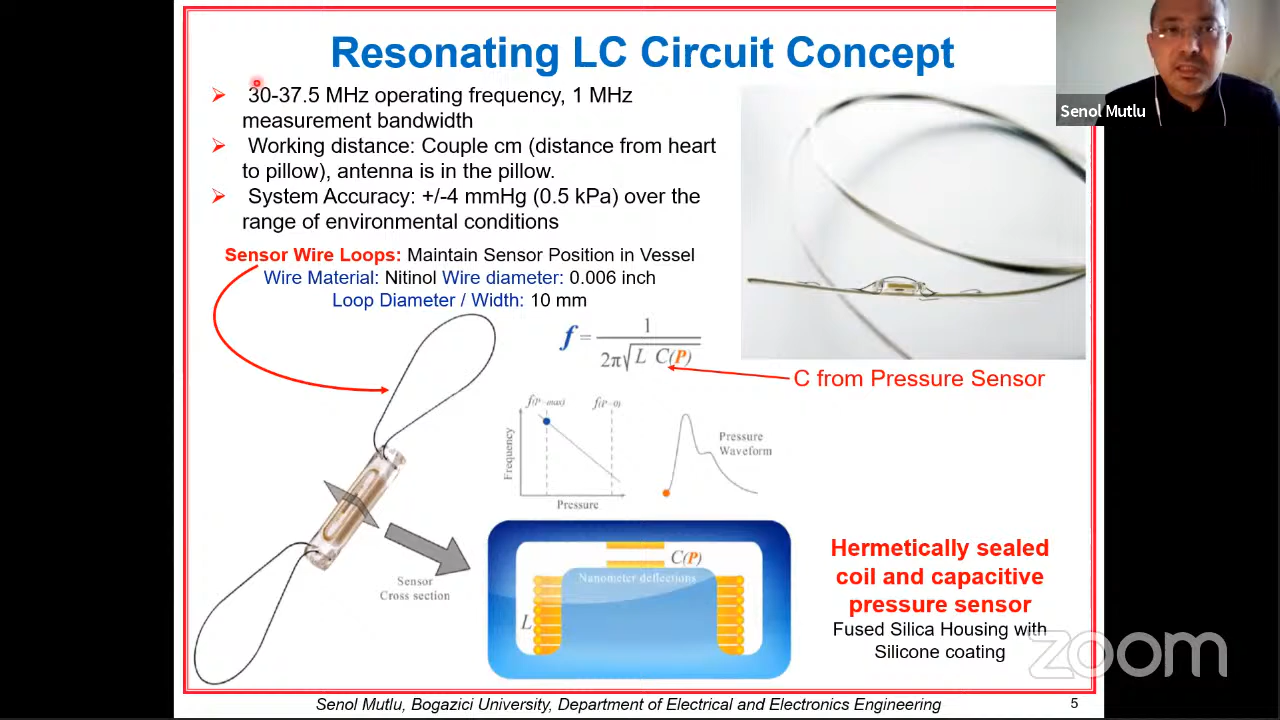 Resonating LC Circuit Concept
Senol Mutlu
➢ 30-37.5 MHz operating frequency, 1 MHz
measurement bandwidth
➢ Working distance: Couple cm (distance from heart
to pillow), antenna is in the pillow.
➢ System Accuracy: +/-4 mmHg (0.5 kPa) over the
range of environmental conditions
Sensor Wire Loops: Maintain Sensor Position in Vessel
Wire Material: Nitinol Wire diameter: 0.006 inch
Loop Diameter / Width: 10 mm
f = 1 / 2π√L C(P)
C from Pressure Sensor
f(P=max) f(P=0)
Frequency
Pressure
Pressure
Waveform
Sensor
Cross section
C(P)
Nanometer deflections
L
Hermetically sealed
coil and capacitive
pressure sensor
Fused Silica Housing with
Silicone coating
zoom
Senol Mutlu, Bogazici University, Department of Electrical and Electronics Engineering
5